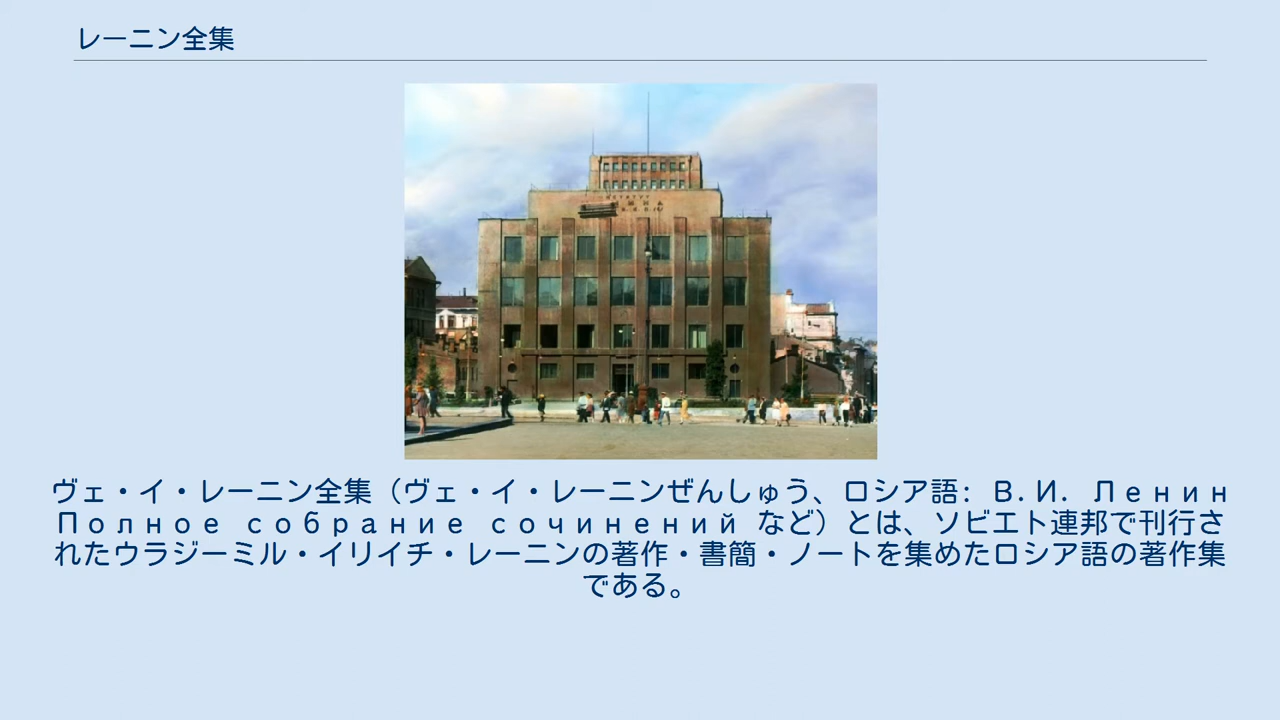 レーニン全集
ヴェ・イ・レーニン全集（ヴェ・イ・レーニンぜんしゅう、ロシア語: В.И. Ленин
Полное собрание сочинений など）とは、ソビエト連邦で刊行さ
れたウラジーミル・イリイチ・レーニンの著作・書簡・ノートを集めたロシア語の著作集
である。